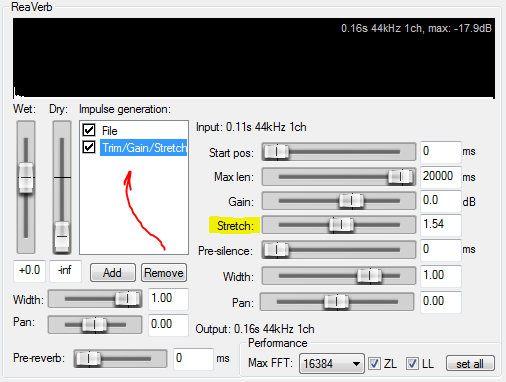 ReaVerb
0.16s 44kHz 1ch, max: -17.9dB
Wet: Dry: Impulse generation:
File
Trim/Gain/Stretch
Input: 0.11s 44kHz 1ch
Start pos: 0 ms
Max len: 20000 ms
Gain: 0.0 dB
Stretch: 1.54
Pre-silence: 0 ms
Width: 1.00
Pan: 0.00
Output: 0.16s 44kHz 1ch
+0.0 -inf Add Remove
Width: 1.00
Pan: 0.00
Pre-reverb: 0 ms
Performance
Max FFT: 16384 ZL LL set all